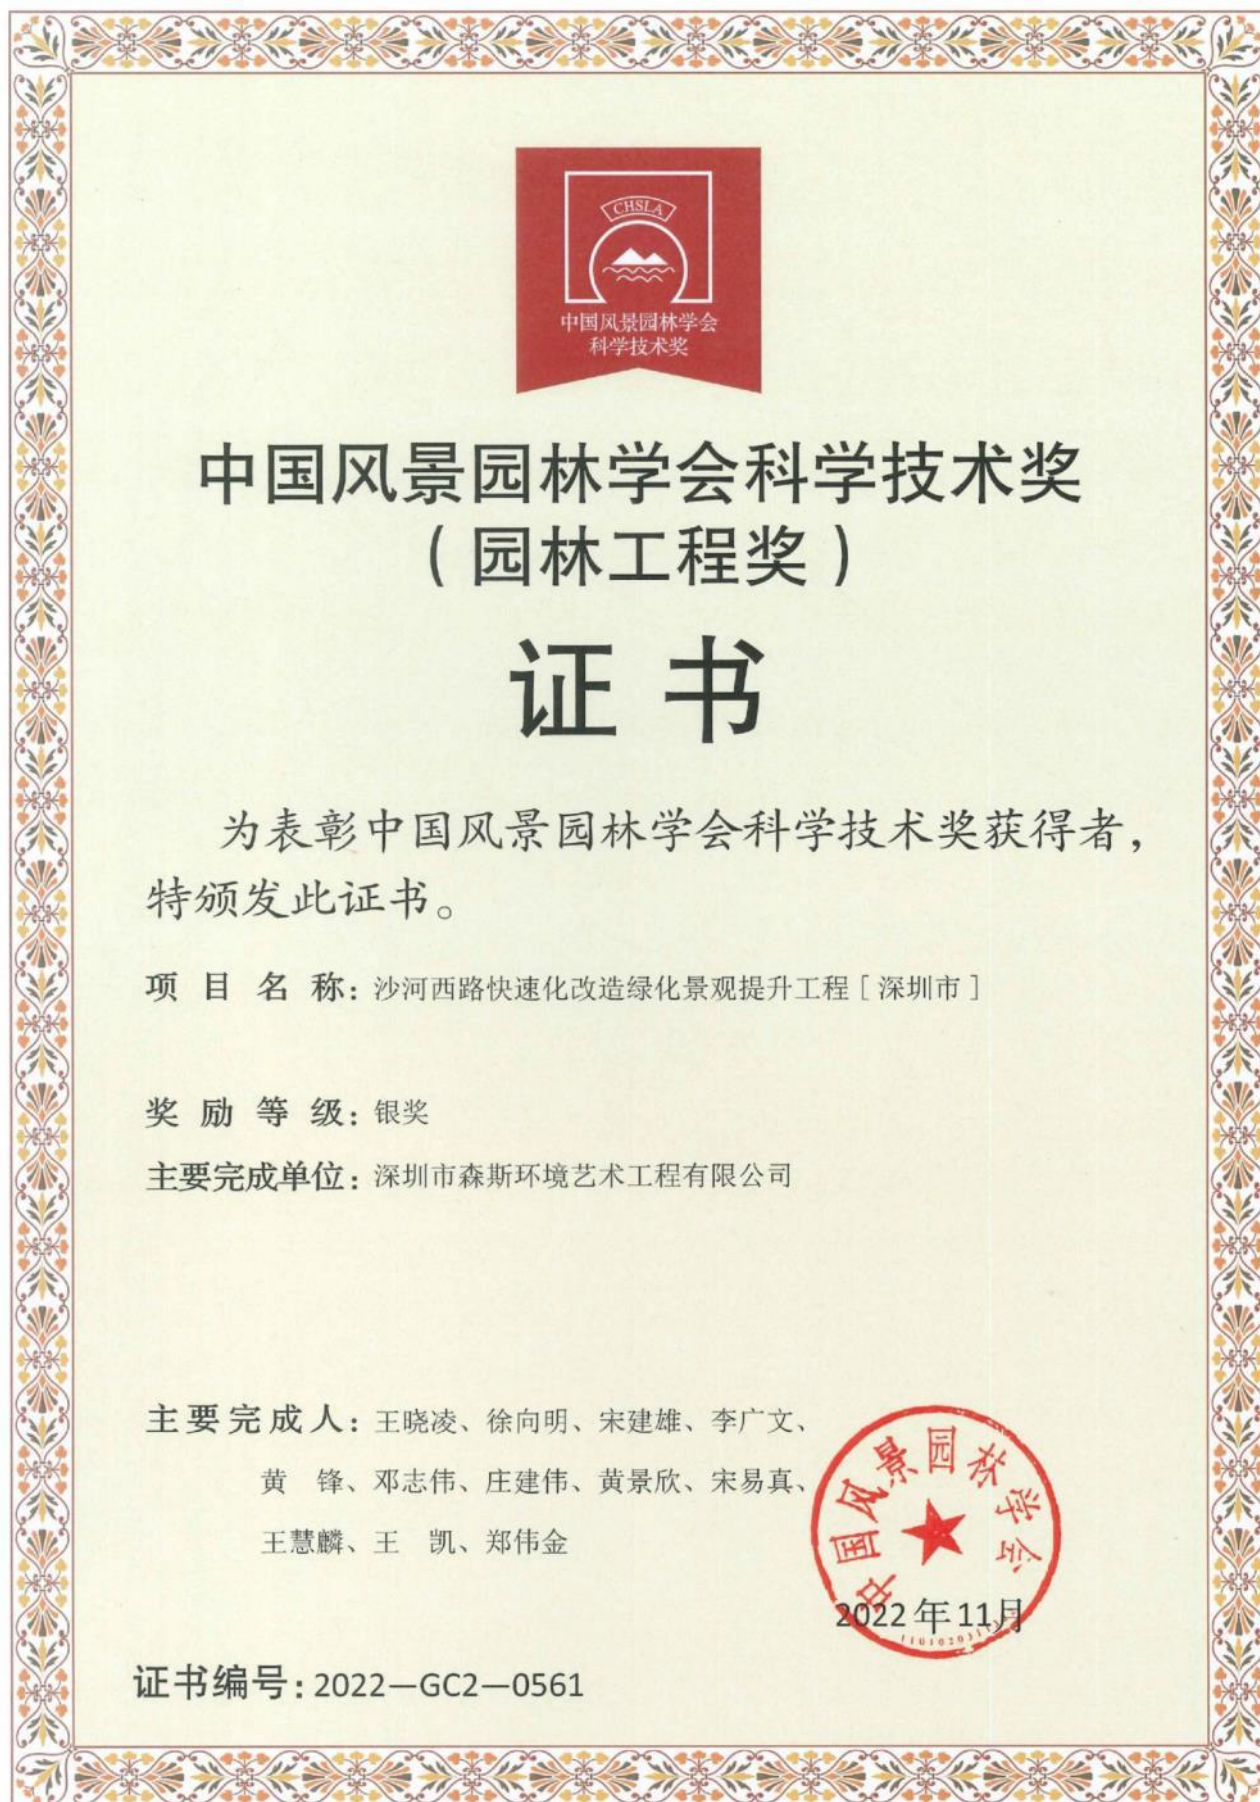 CHSLA
中国风景园林学会
科学技术奖
中国风景园林学会科学技术奖
（园林工程奖）
证书
为表彰中国风景园林学会科学技术奖获得者，
特颁发此证书。
项目名称：沙河西路快速化改造绿化景观提升工程［深圳市］
奖励等级：银奖
主要完成单位：深圳市森斯环境艺术工程有限公司
主要完成人：王晓凌、徐向明、宋建雄、李广文、
黄　锋、邓志伟、庄建伟、黄景欣、宋易真、
王慧麟、王　凯、郑伟金
中国风景园林学会
2022年11月
证书编号：2022—GC2—0561